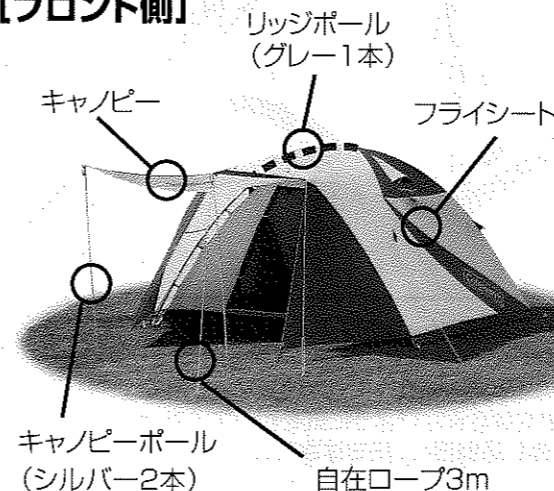 [フロント側]
リッジポール
（グレー1本）
キャノピー
フライシート
キャノピーポール
（シルバー2本）
自在ロープ3m